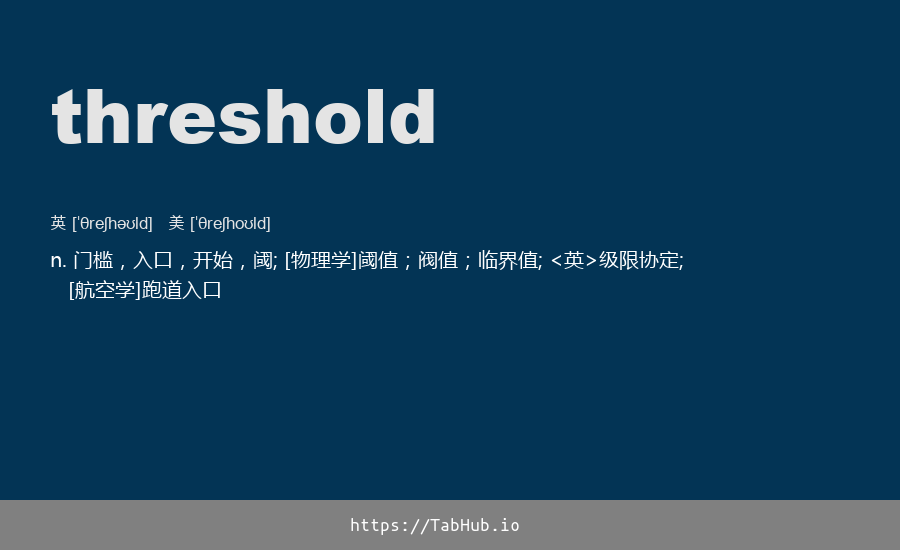 threshold
英 [ˈθreʃhəʊld] 美 [ˈθreʃhoʊld]
n. 门槛，入口，开始，阈; [物理学]阈值；阀值；临界值; <英>级限协定;
[航空学]跑道入口
https://TabHub.io